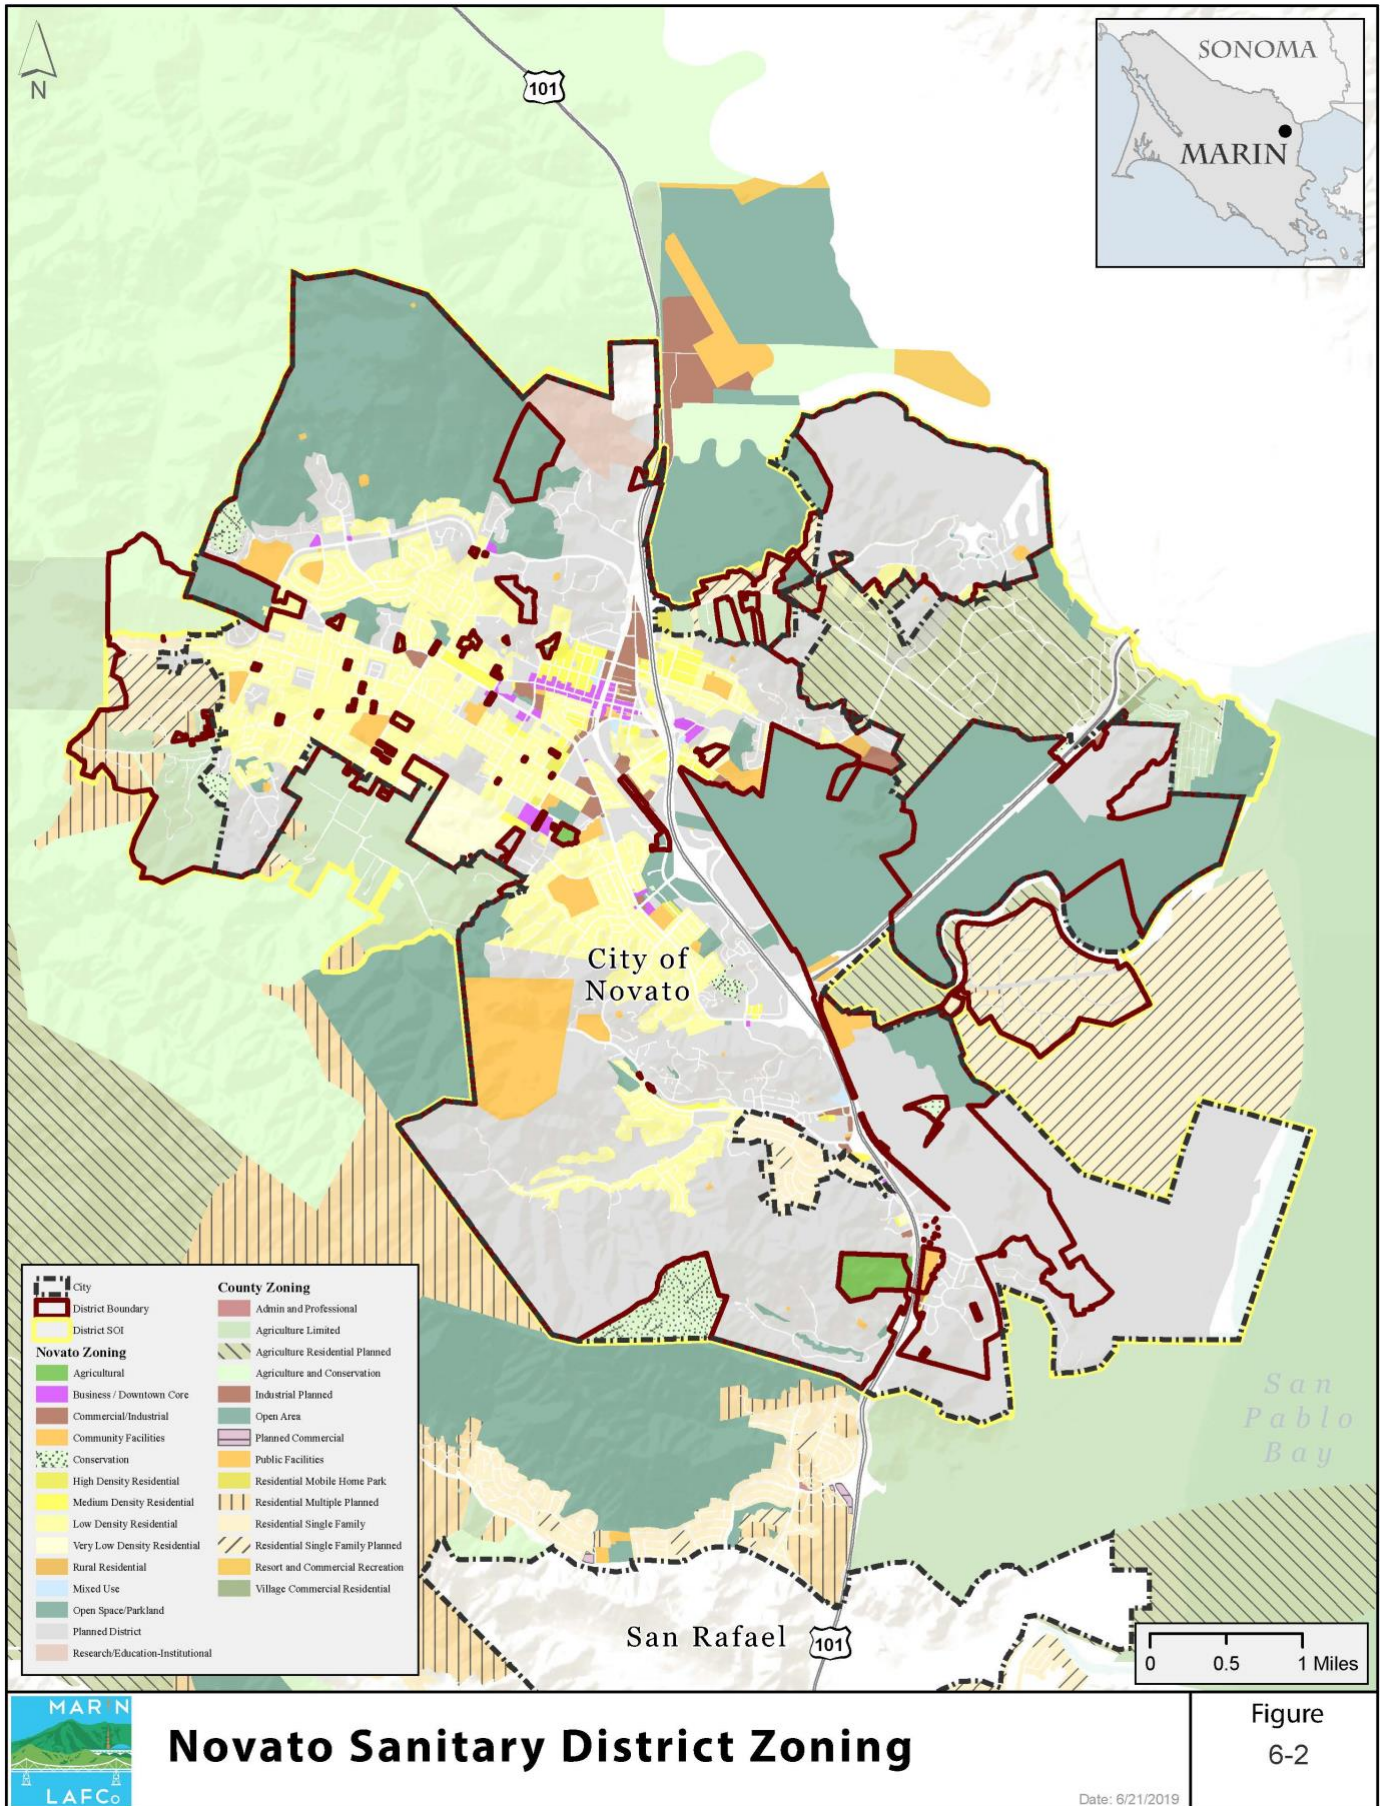 N
101
SONOMA
MARIN
City of
Novato
San
Pablo
Bay
City
District Boundary
District SOI
Novato Zoning
Agricultural
Business / Downtown Core
Commercial/Industrial
Community Facilities
Conservation
High Density Residential
Medium Density Residential
Low Density Residential
Very Low Density Residential
Rural Residential
Mixed Use
Open Space/Parkland
Planned District
Research/Education-Institutional
County Zoning
Admin and Professional
Agriculture Limited
Agriculture Residential Planned
Agriculture and Conservation
Industrial Planned
Open Area
Planned Commercial
Public Facilities
Residential Mobile Home Park
Residential Multiple Planned
Residential Single Family
Residential Single Family Planned
Resort and Commercial Recreation
Village Commercial Residential
San Rafael
101
0 0.5 1 Miles
MARIN
LAFCo
Novato Sanitary District Zoning
Date: 6/21/2019
Figure
6-2